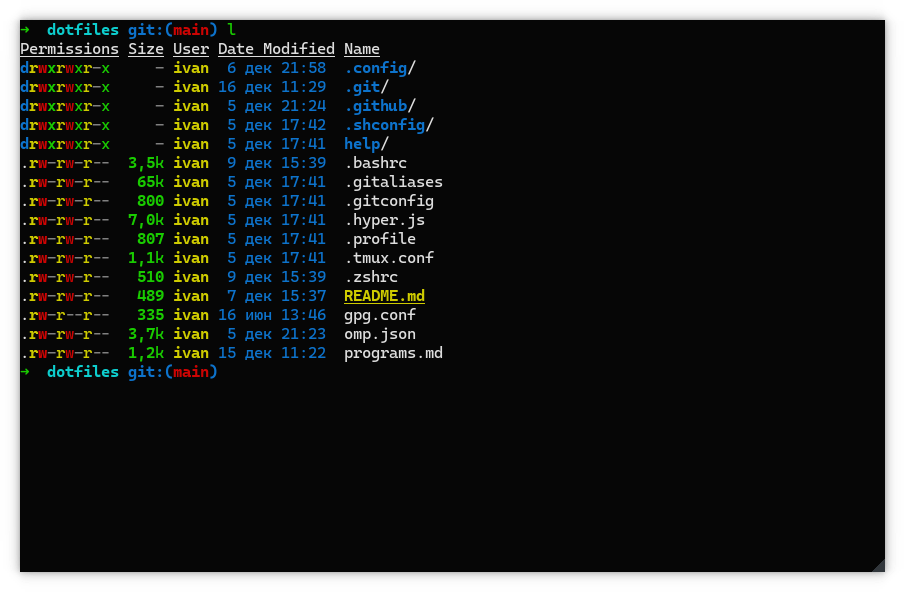 ➜  dotfiles git:(main) l
Permissions Size User Date Modified Name
drwxrwxr-x     - ivan  6 дек 21:58  .config/
drwxrwxr-x     - ivan 16 дек 11:29  .git/
drwxrwxr-x     - ivan  5 дек 21:24  .github/
drwxrwxr-x     - ivan  5 дек 17:42  .shconfig/
drwxrwxr-x     - ivan  5 дек 17:41  help/
.rw-rw-r--  3,5k ivan  9 дек 15:39  .bashrc
.rw-rw-r--   65k ivan  5 дек 17:41  .gitaliases
.rw-rw-r--   800 ivan  5 дек 17:41  .gitconfig
.rw-rw-r--  7,0k ivan  5 дек 17:41  .hyper.js
.rw-rw-r--   807 ivan  5 дек 17:41  .profile
.rw-rw-r--  1,1k ivan  5 дек 17:41  .tmux.conf
.rw-rw-r--   510 ivan  9 дек 15:39  .zshrc
.rw-rw-r--   489 ivan  7 дек 15:37  README.md
.rw-r--r--   335 ivan 16 июн 13:46  gpg.conf
.rw-rw-r--  3,7k ivan  5 дек 21:23  omp.json
.rw-rw-r--  1,2k ivan 15 дек 11:22  programs.md
➜  dotfiles git:(main)